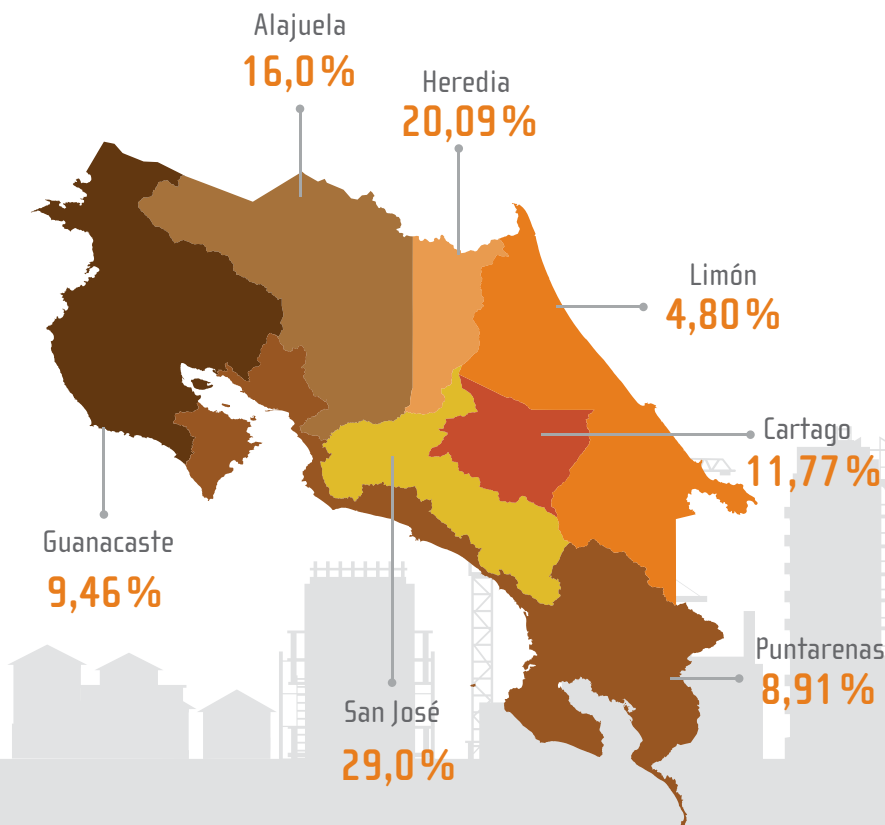 Alajuela
16,0%
Heredia
20,09%
Limón
4,80%
Cartago
11,77%
Guanacaste
9,46%
Puntarenas
8,91%
San José
29,0%